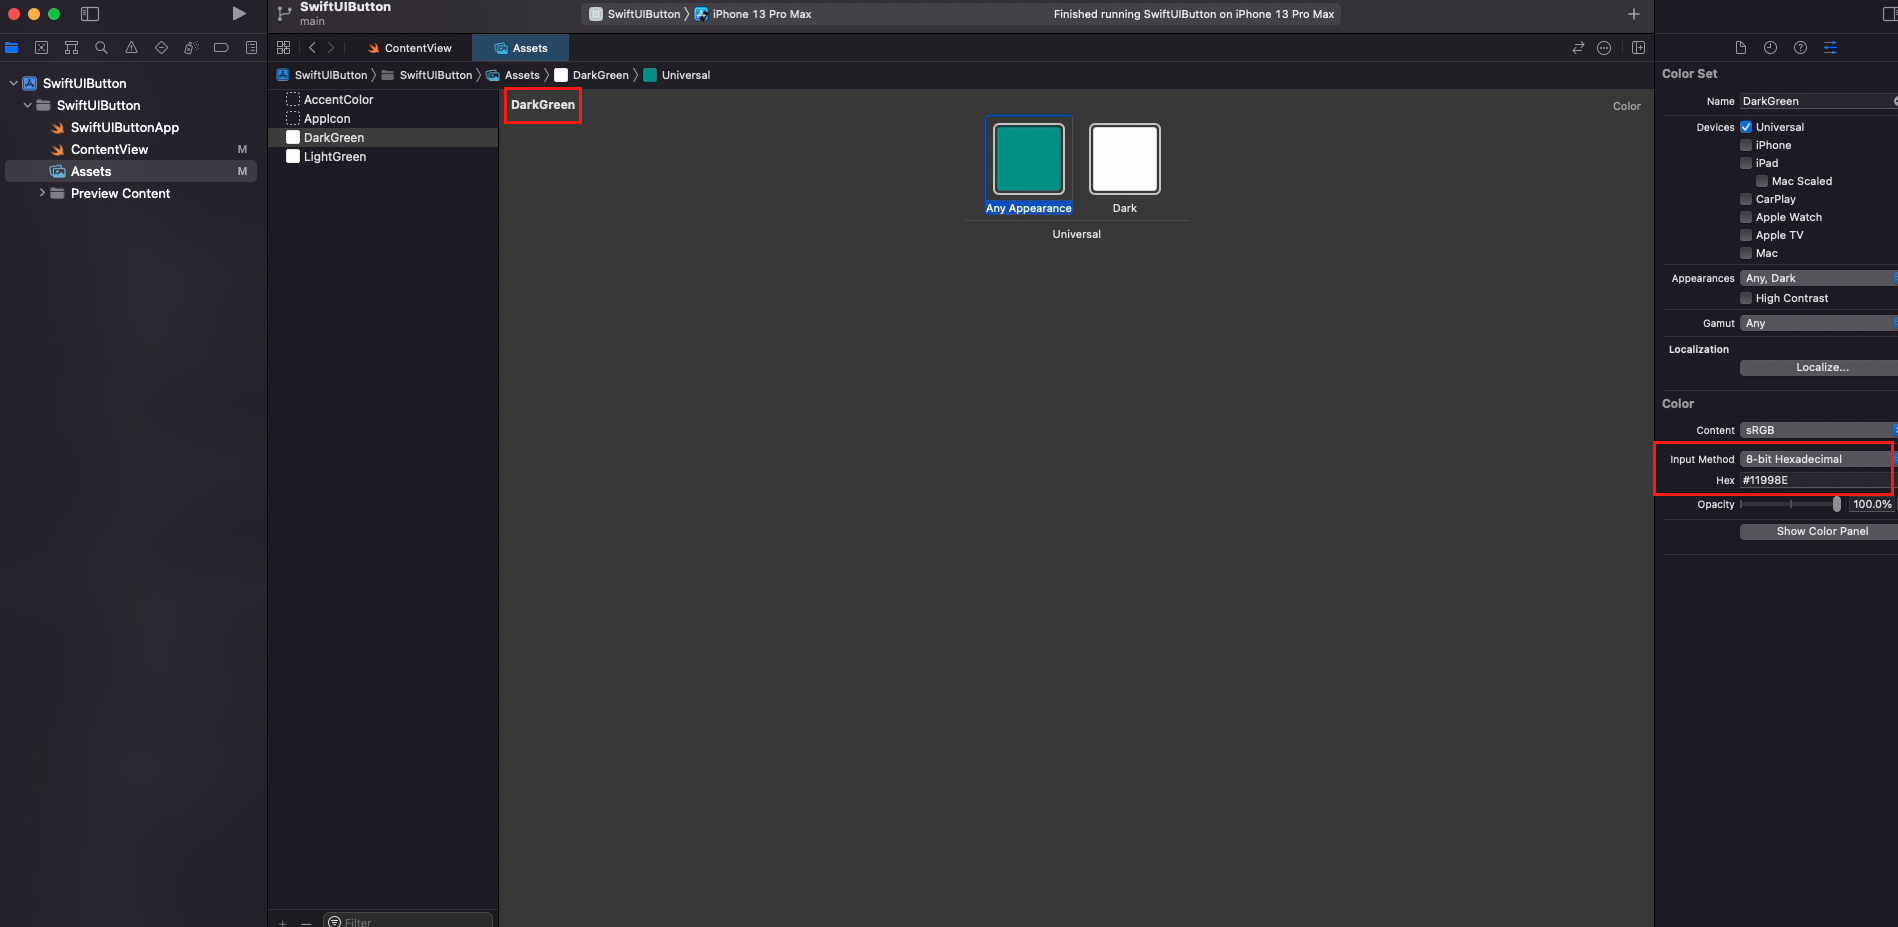 SwiftUIButton
main
SwiftUIButton
iPhone 13 Pro Max
Finished running SwiftUIButton on iPhone 13 Pro Max
ContentView
Assets
SwiftUIButton
SwiftUIButton
SwiftUIButtonApp
ContentView M
Assets M
Preview Content
SwiftUIButton
SwiftUIButton
Assets
DarkGreen
Universal
AccentColor
AppIcon
DarkGreen
LightGreen
Filter
DarkGreen
Color
Any Appearance
Dark
Universal
Color Set
Name DarkGreen
Devices Universal
iPhone
iPad
Mac Scaled
CarPlay
Apple Watch
Apple TV
Mac
Appearances Any, Dark
High Contrast
Gamut Any
Localization
Localize...
Color
Content sRGB
Input Method 8-bit Hexadecimal
Hex #11998E
Opacity 100.0%
Show Color Panel